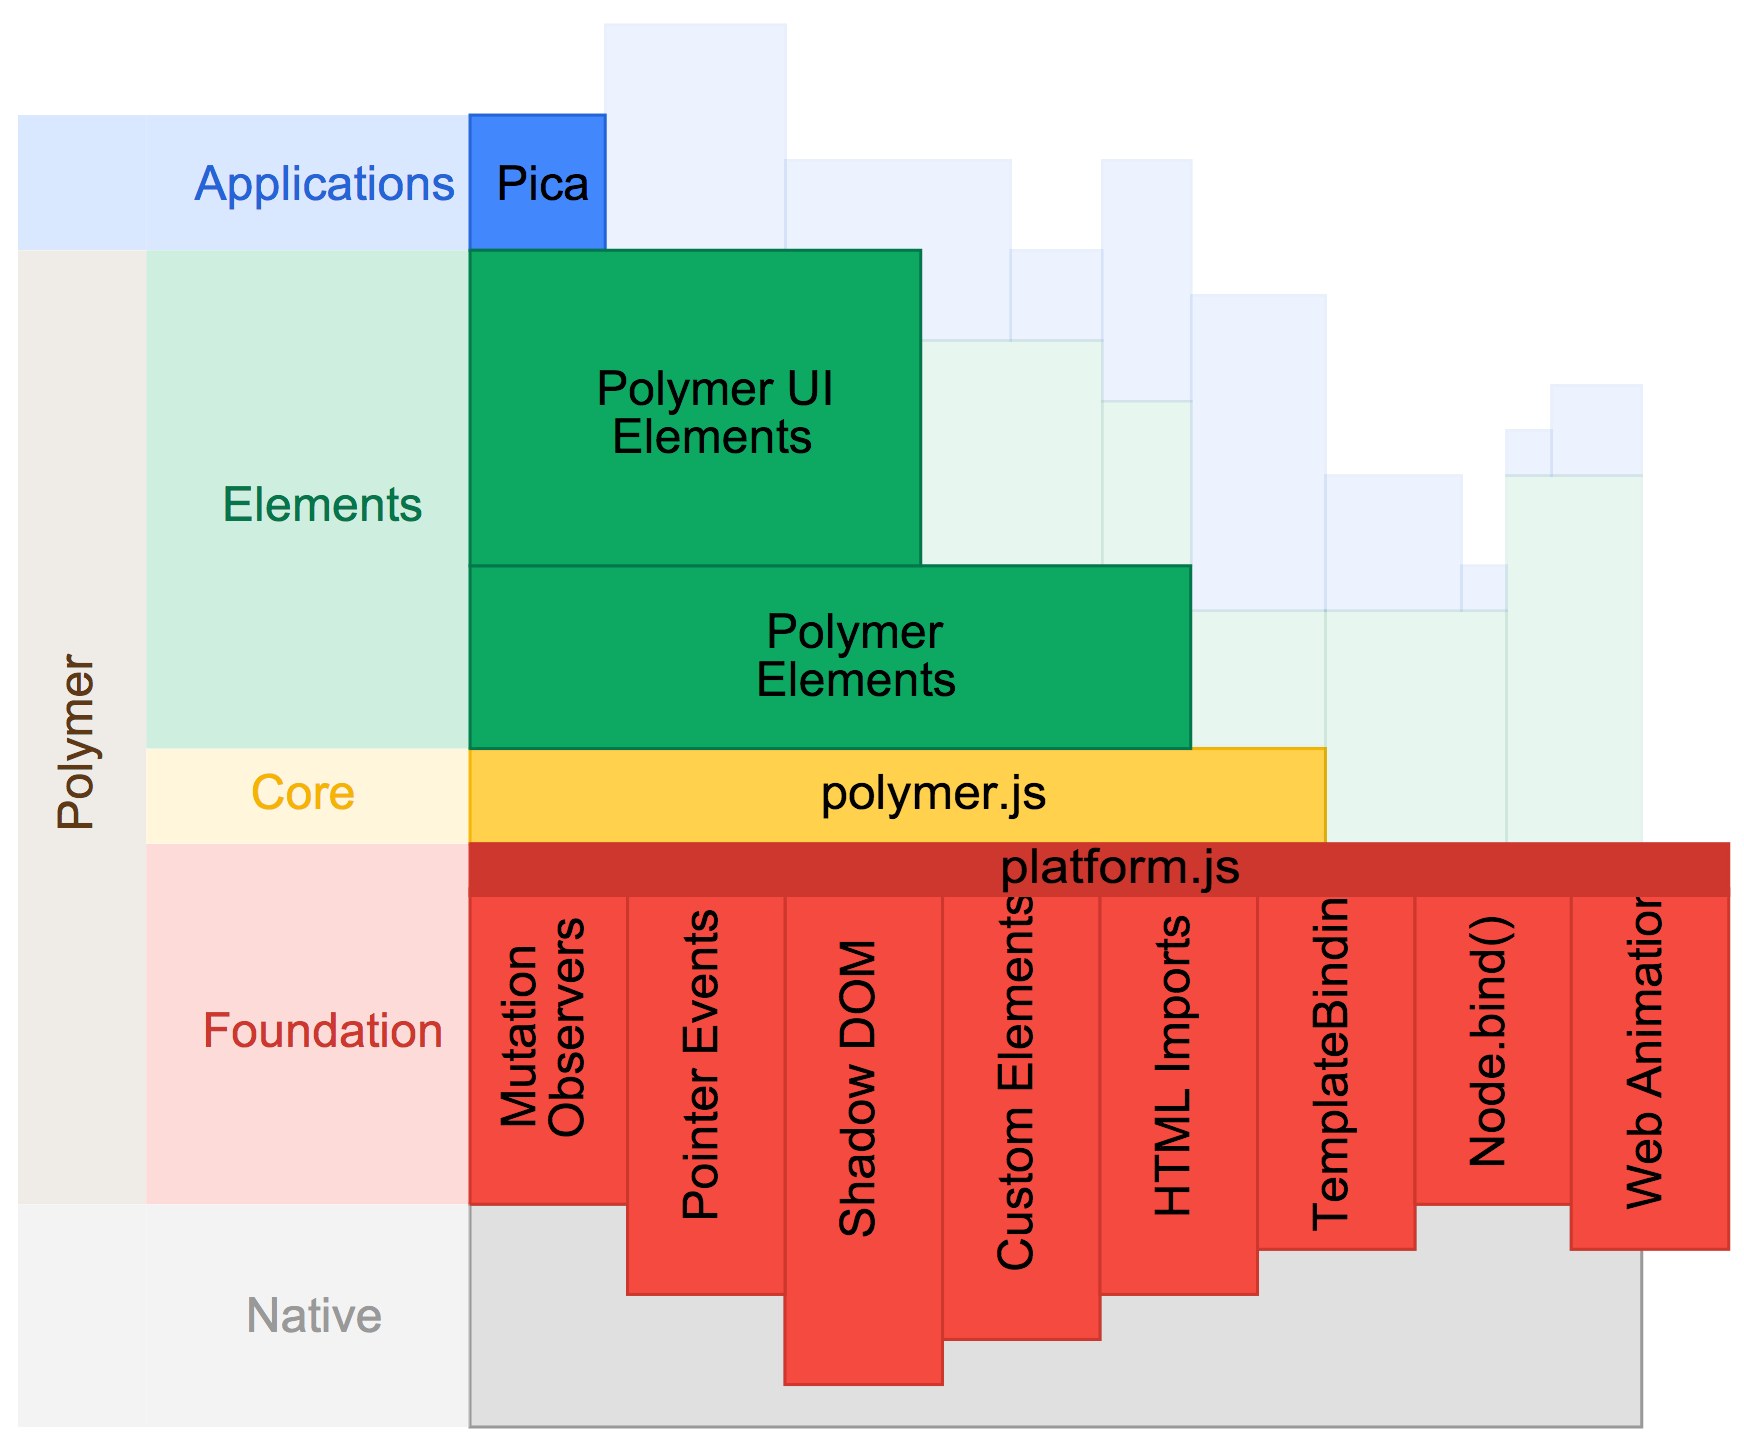 Applications
Pica
Polymer
Elements
Polymer UI
Elements
Polymer
Elements
Core
polymer.js
Foundation
platform.js
Mutation
Observers
Pointer Events
Shadow DOM
Custom Elements
HTML Imports
TemplateBindin
Node.bind()
Web Animation
Native